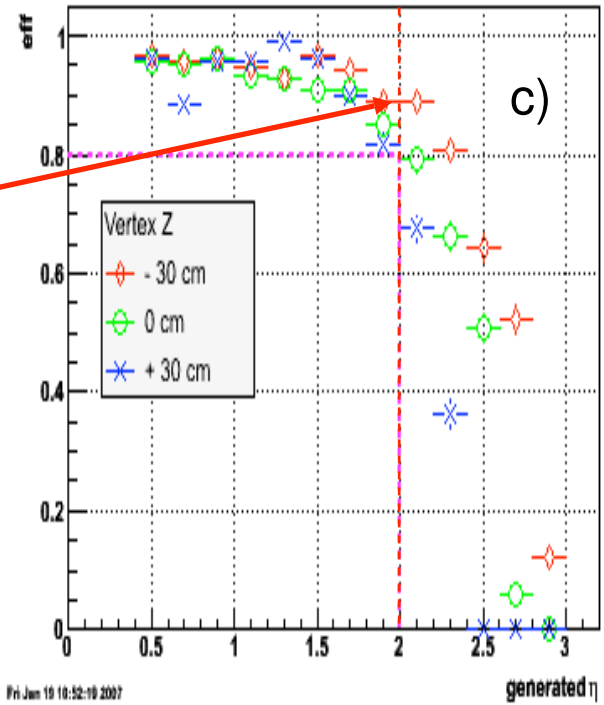 eff
1
0.8
0.6
0.4
0.2
0
c)
Vertex Z
- 30 cm
0 cm
+ 30 cm
0 0.5 1 1.5 2 2.5 3
generated η
Fri Jan 19 10:52:19 2007